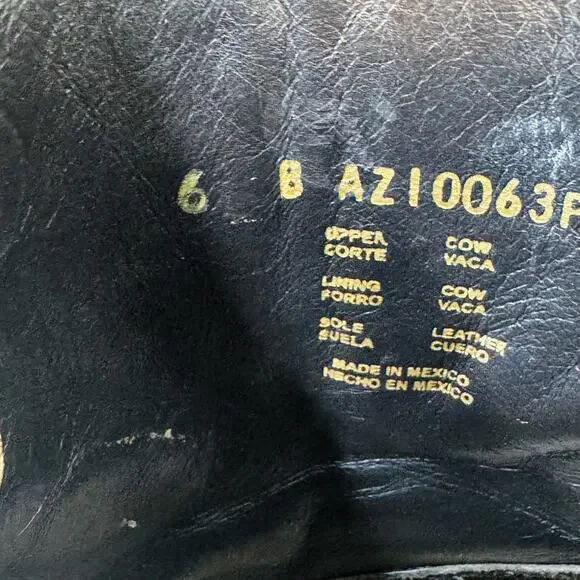 6 B AZ10063P
UPPER COW
CORTE VACA
LINING COW
FORRO VACA
SOLE LEATHER
SUELA CUERO
MADE IN MEXICO
HECHO EN MEXICO